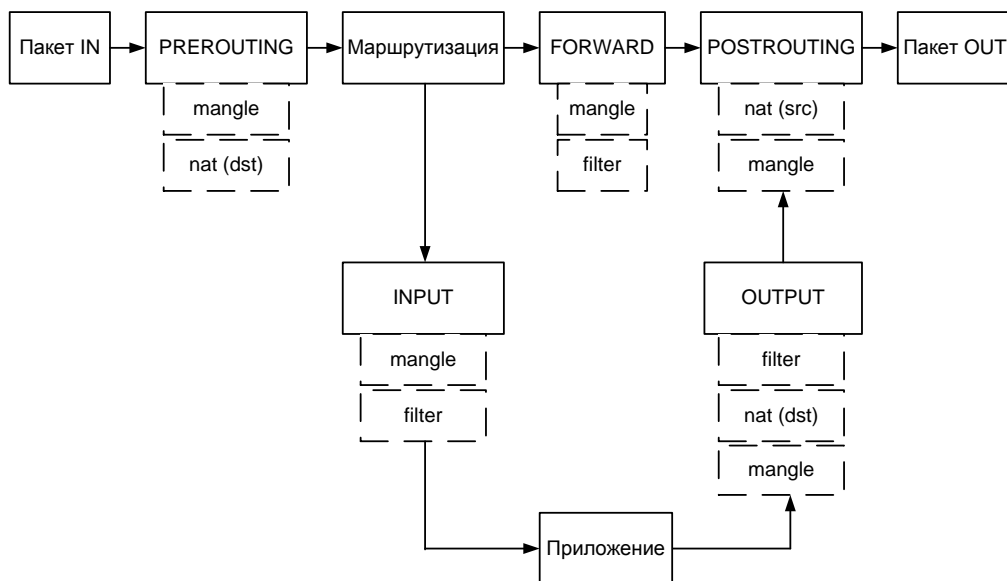 Пакет IN
PREROUTING
Маршрутизация
FORWARD
POSTROUTING
Пакет OUT
mangle
nat (dst)
mangle
filter
nat (src)
mangle
INPUT
mangle
filter
OUTPUT
filter
nat (dst)
mangle
Приложение